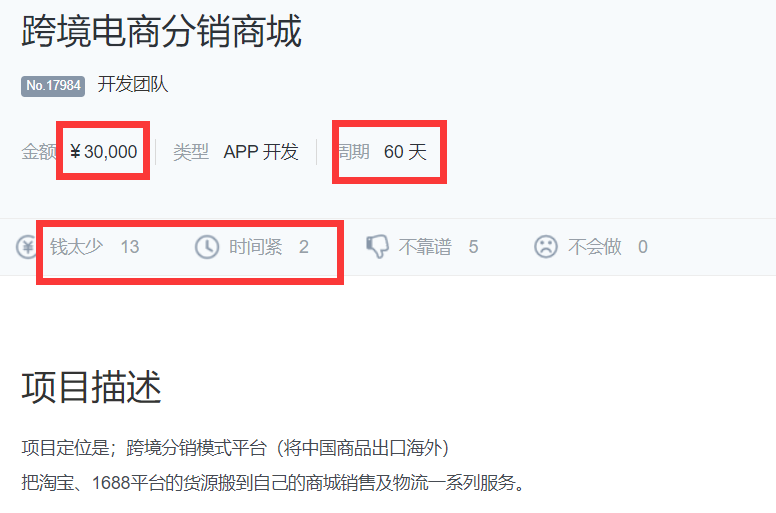 跨境电商分销商城
No.17984 开发团队
金额 ¥30,000 类型 APP 开发 周期 60 天
钱太少 13 时间紧 2 不靠谱 5 不会做 0
项目描述
项目定位是；跨境分销模式平台（将中国商品出口海外）
把淘宝、1688平台的货源搬到自己的商城销售及物流一系列服务。